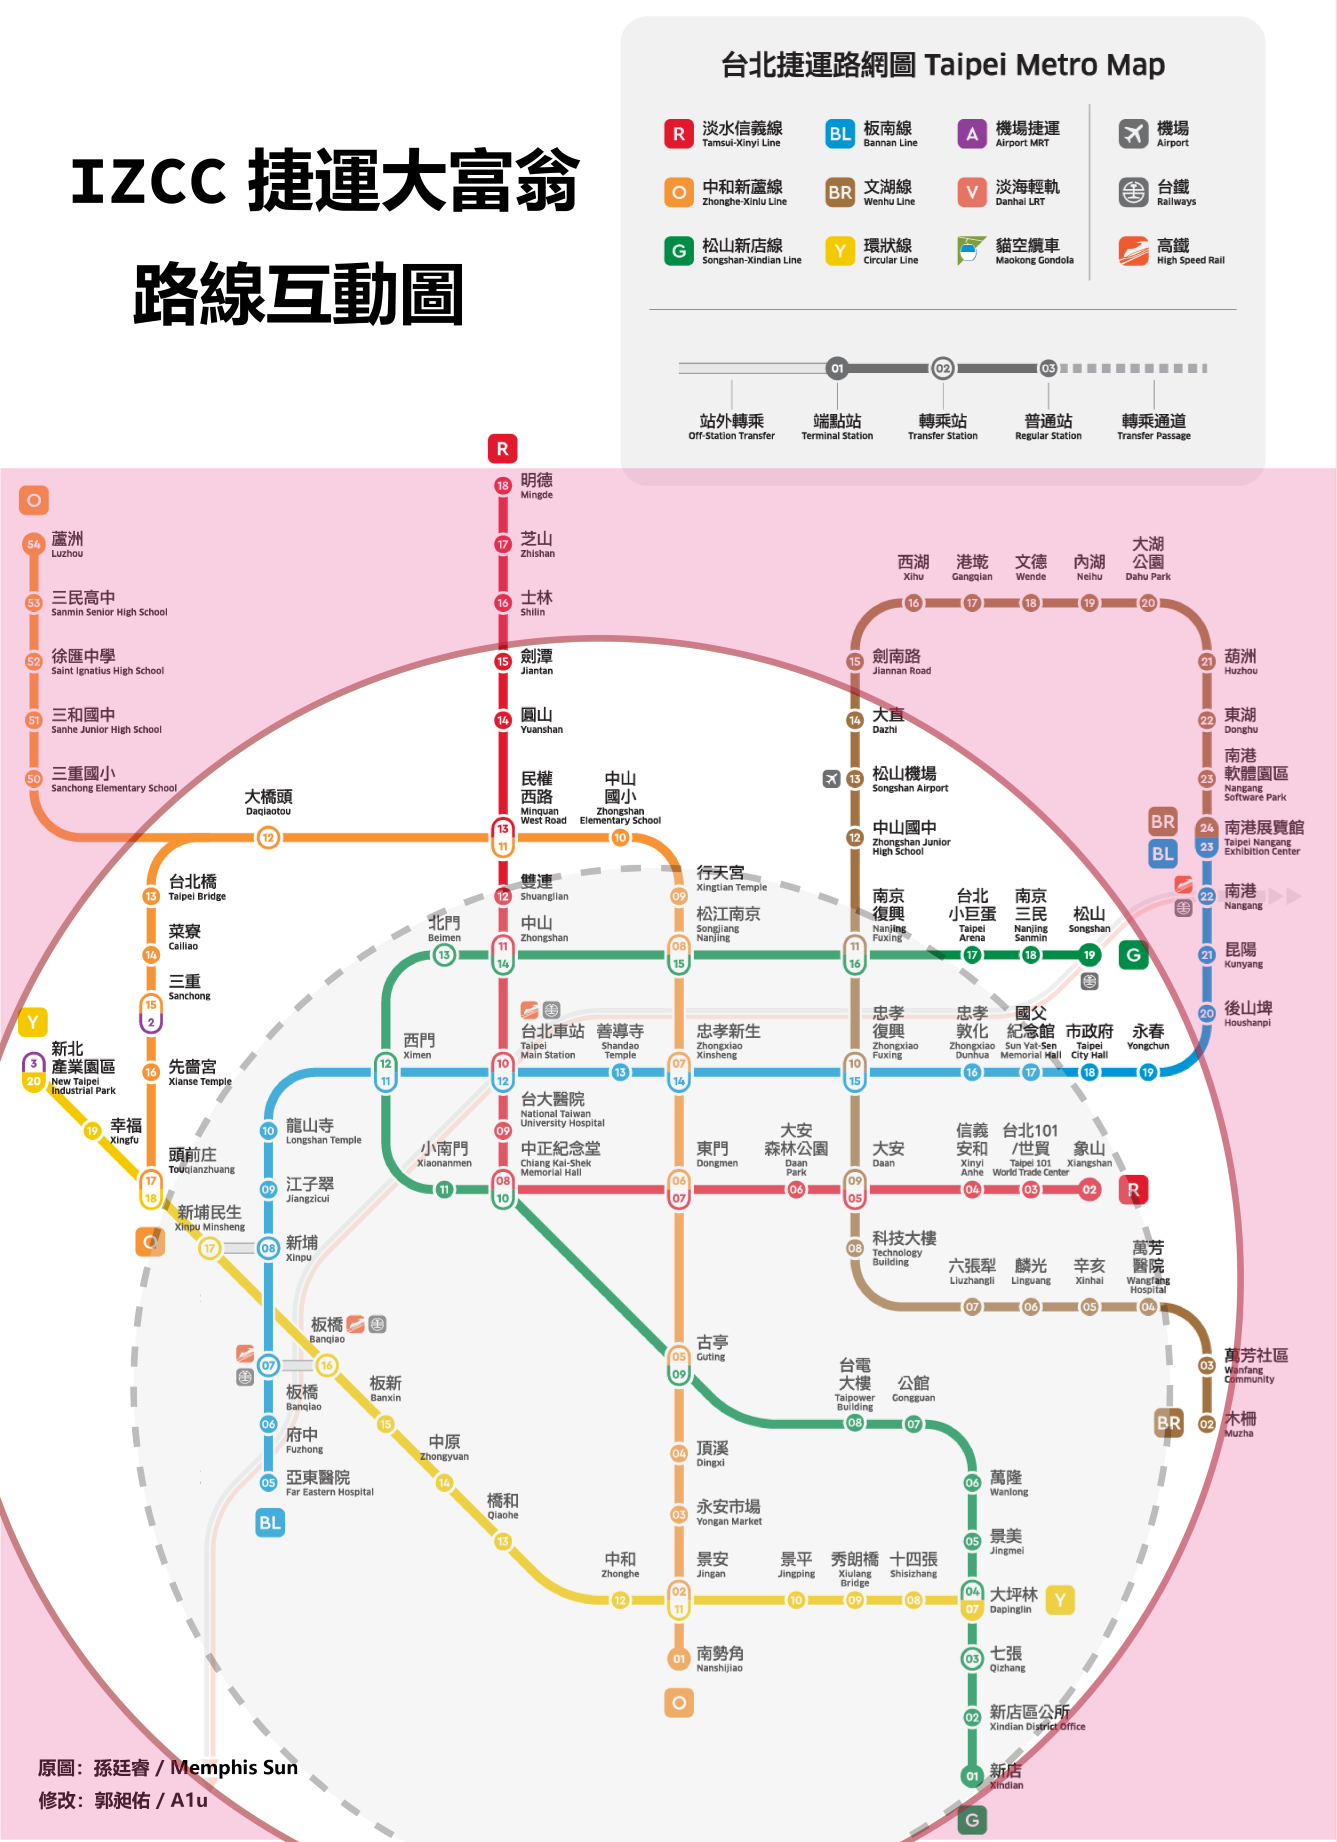 IZCC 捷運大富翁
路線互動圖
台北捷運路網圖 Taipei Metro Map
R 淡水信義線
Tamsui-Xinyi Line
BL 板南線
Bannan Line
A 機場捷運
Airport MRT
機場
Airport
O 中和新蘆線
Zhonghe-Xinlu Line
BR 文湖線
Wenhu Line
V 淡海輕軌
Danhai LRT
台鐵
Railways
G 松山新店線
Songshan-Xindian Line
Y 環狀線
Circular Line
貓空纜車
Maokong Gondola
高鐵
High Speed Rail
01 02 03
站外轉乘
Off-Station Transfer
端點站
Terminal Station
轉乘站
Transfer Station
普通站
Regular Station
轉乘通道
Transfer Passage
R
18 明德
Mingde
17 芝山
Zhishan
16 士林
Shilin
15 劍潭
Jiantan
14 圓山
Yuanshan
民權
西路
Minquan
West Road
13
11
中山
國小
Zhongshan
Elementary School
10
O
54 蘆洲
Luzhou
53 三民高中
Sanmin Senior High School
52 徐匯中學
Saint Ignatius High School
51 三和國中
Sanhe Junior High School
50 三重國小
Sanchong Elementary School
大橋頭
Daqiaotou
12
13 台北橋
Taipei Bridge
14 菜寮
Cailiao
三重
Sanchong
15
2
16 先嗇宮
Xianse Temple
頭前庄
Touqianzhuang
17
18
O
Y
新北
產業園區
New Taipei
Industrial Park
3
20
19 幸福
Xingfu
新埔民生
Xinpu Minsheng
17
西湖
Xihu
16
港墘
Gangqian
17
文德
Wende
18
內湖
Neihu
19
大湖
公園
Dahu Park
20
15 劍南路
Jiannan Road
14 大直
Dazhi
13 松山機場
Songshan Airport
12 中山國中
Zhongshan Junior
High School
21 葫洲
Huzhou
22 東湖
Donghu
南港
軟體園區
Nangang
Software Park
23
BR
BL
24
23
南港展覽館
Taipei Nangang
Exhibition Center
22 南港
Nangang
21 昆陽
Kunyang
20 後山埤
Houshanpi
12 雙連
Shuanglian
09 行天宮
Xingtian Temple
北門
Beimen
13
中山
Zhongshan
11
14
松江南京
Songjiang
Nanjing
08
15
南京
復興
Nanjing
Fuxing
11
16
台北
小巨蛋
Taipei
Arena
17
南京
三民
Nanjing
Sanmin
18
松山
Songshan
19
G
西門
Ximen
12
11
台北車站
Taipei
Main Station
10
12
善導寺
Shandao
Temple
13
忠孝新生
Zhongxiao
Xinsheng
07
14
忠孝
復興
Zhongxiao
Fuxing
10
15
忠孝
敦化
Zhongxiao
Dunhua
16
國父
紀念館
Sun Yat-Sen
Memorial Hall
17
市政府
Taipei
City Hall
18
永春
Yongchun
19
10 龍山寺
Longshan Temple
09 江子翠
Jiangzicui
08 新埔
Xinpu
台大醫院
National Taiwan
University Hospital
09
小南門
Xiaonanmen
11
中正紀念堂
Chiang Kai-Shek
Memorial Hall
08
10
東門
Dongmen
06
07
大安
森林公園
Daan
Park
06
大安
Daan
09
05
信義
安和
Xinyi
Anhe
04
台北101
/世貿
Taipei 101
World Trade Center
03
象山
Xiangshan
02
R
08 科技大樓
Technology
Building
六張犁
Liuzhangli
07
麟光
Linguang
06
辛亥
Xinhai
05
萬芳
醫院
Wangfang
Hospital
04
03 萬芳社區
Wanfang
Community
BR
02 木柵
Muzha
板橋
Banqiao
07
16
板橋
Banqiao
06 府中
Fuzhong
05 亞東醫院
Far Eastern Hospital
BL
板新
Banxin
15
中原
Zhongyuan
14
橋和
Qiaohe
13
古亭
Guting
05
09
台電
大樓
Taipower
Building
08
公館
Gongguan
07
04 頂溪
Dingxi
03 永安市場
Yongan Market
06 萬隆
Wanlong
05 景美
Jingmei
中和
Zhonghe
12
景安
Jingan
02
11
景平
Jingping
10
秀朗橋
Xiulang
Bridge
09
十四張
Shisizhang
08
大坪林
Dapinglin
04
07
Y
01 南勢角
Nanshijiao
O
03 七張
Qizhang
02 新店區公所
Xindian District Office
01 新店
Xindian
G
原圖：孫廷睿 / Memphis Sun
修改：郭昶佑 / A1u